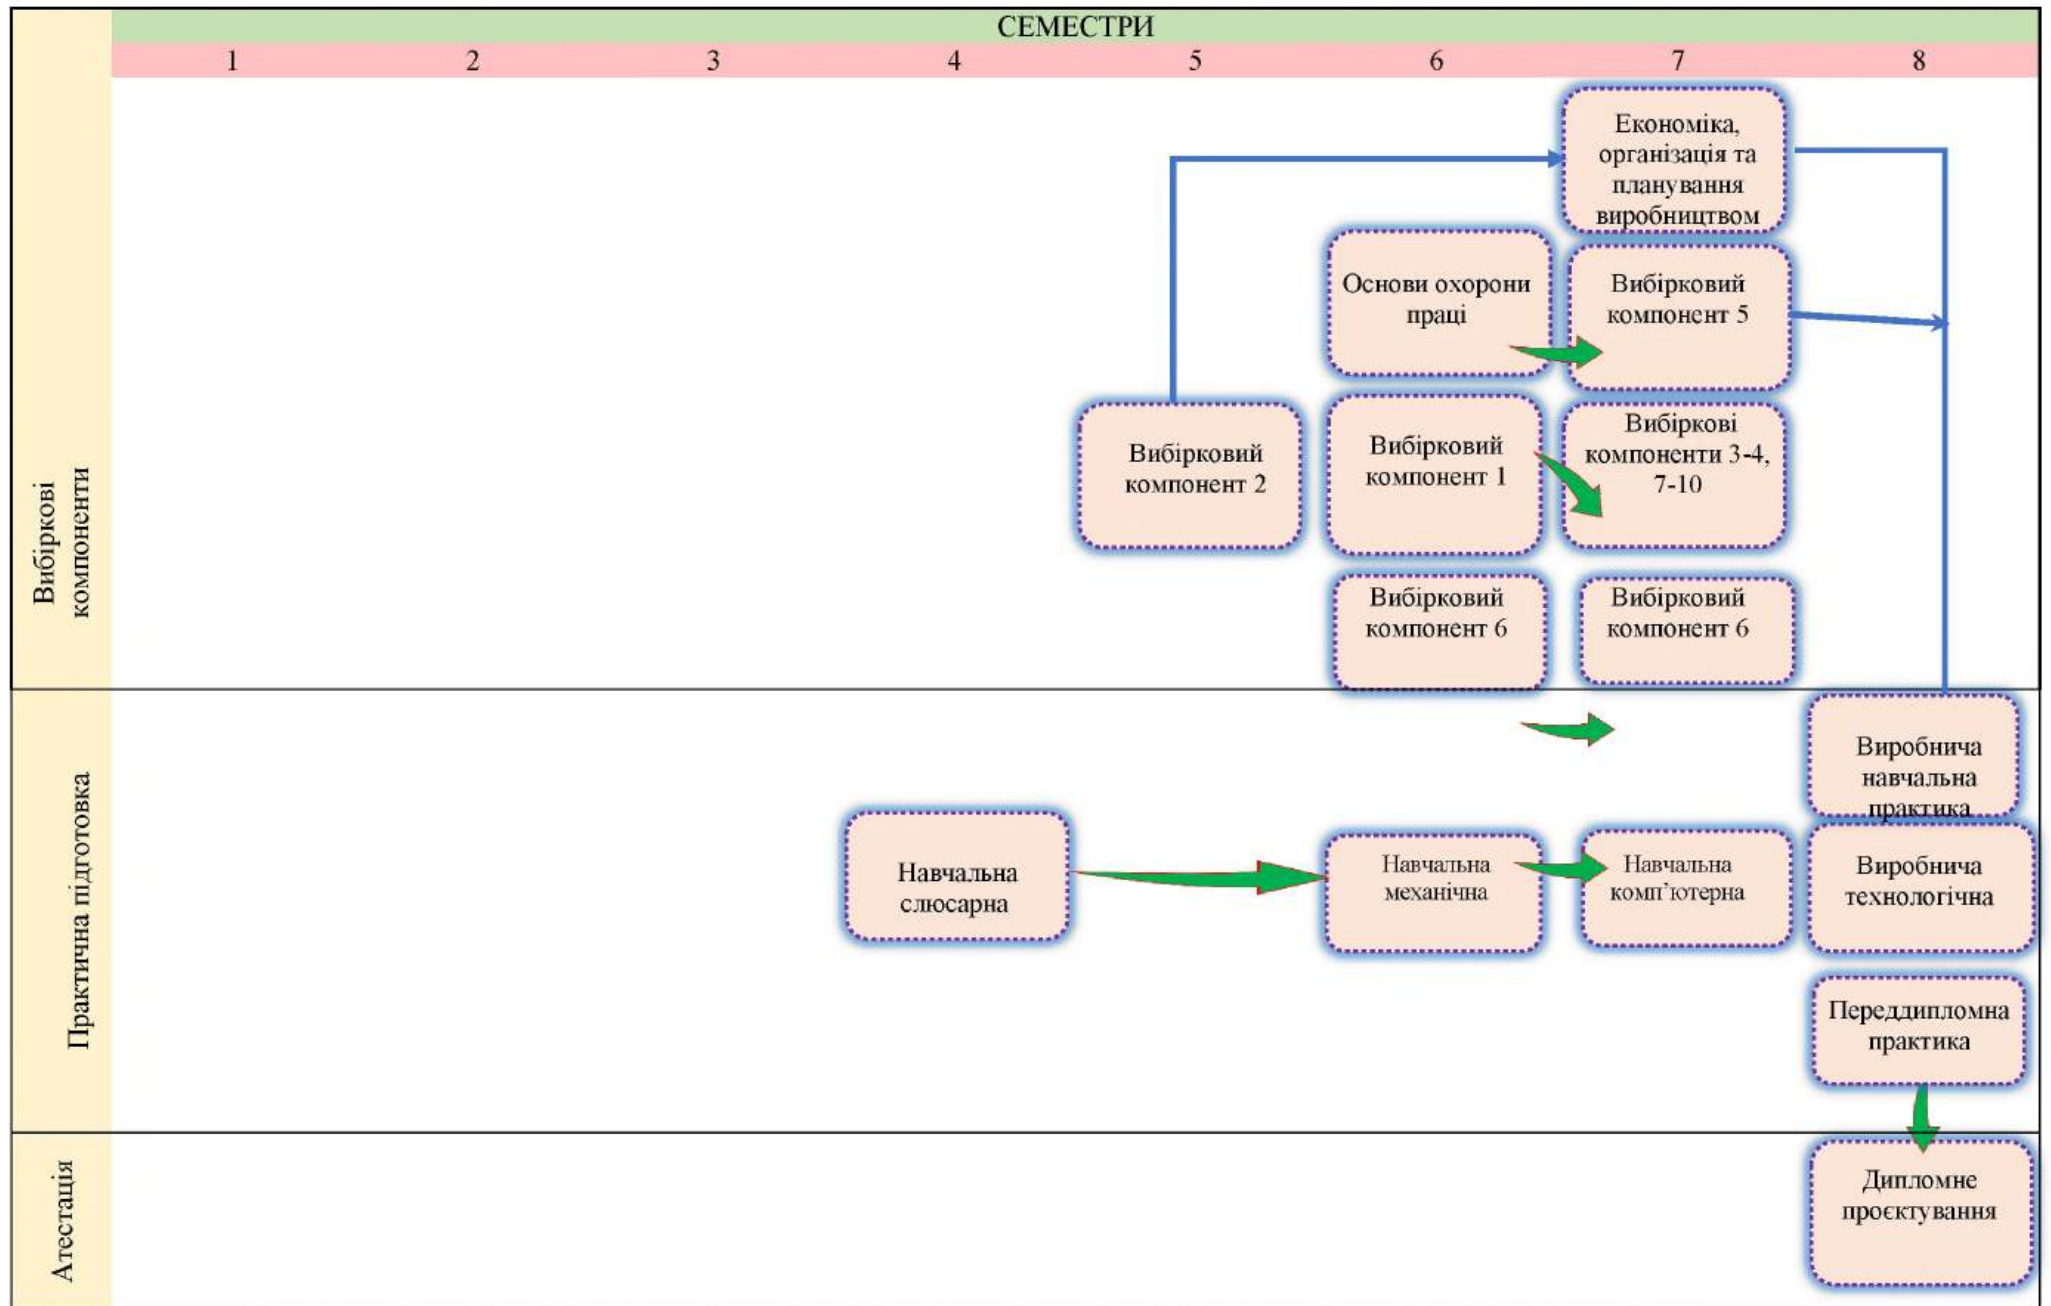 СЕМЕСТРИ
1 2 3 4 5 6 7 8
Вибіркові
компоненти
Економіка,
організація та
планування
виробництвом
Основи охорони
праці
Вибірковий
компонент 5
Вибірковий
компонент 2
Вибірковий
компонент 1
Вибіркові
компоненти 3-4,
7-10
Вибірковий
компонент 6
Вибірковий
компонент 6
Практична підготовка
Виробнича
навчальна
практика
Навчальна
слюсарна
Навчальна
механічна
Навчальна
комп’ютерна
Виробнича
технологічна
Переддипломна
практика
Атестація
Дипломне
проєктування